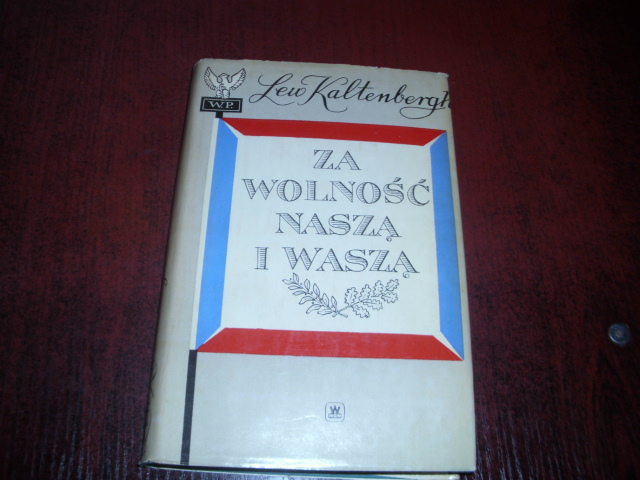 Lew Kaltenbergh
W.P.
ZA
WOLNOŚĆ
NASZĄ
I WASZĄ
W